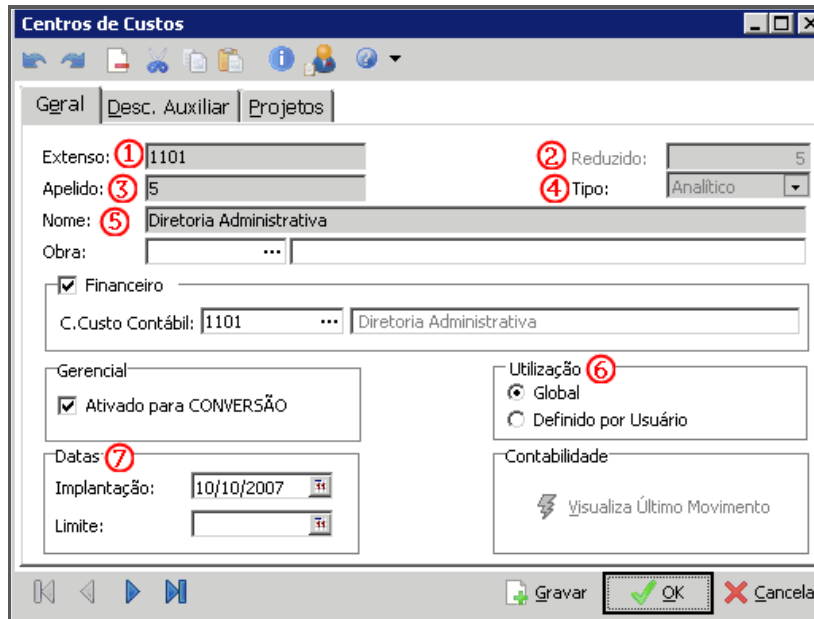 Centros de Custos
Geral Desc. Auxiliar Projetos
Extenso: 1 1101 2 Reduzido: 5
Apelido: 3 5 4 Tipo: Analítico
Nome: 5 Diretoria Administrativa
Obra: ...
Financeiro
C.Custo Contábil: 1101 ... Diretoria Administrativa
Gerencial Utilização 6
Ativado para CONVERSÃO Global
Definido por Usuário
Datas 7 Contabilidade
Implantação: 10/10/2007 Visualiza Último Movimento
Limite:
Gravar OK Cancela